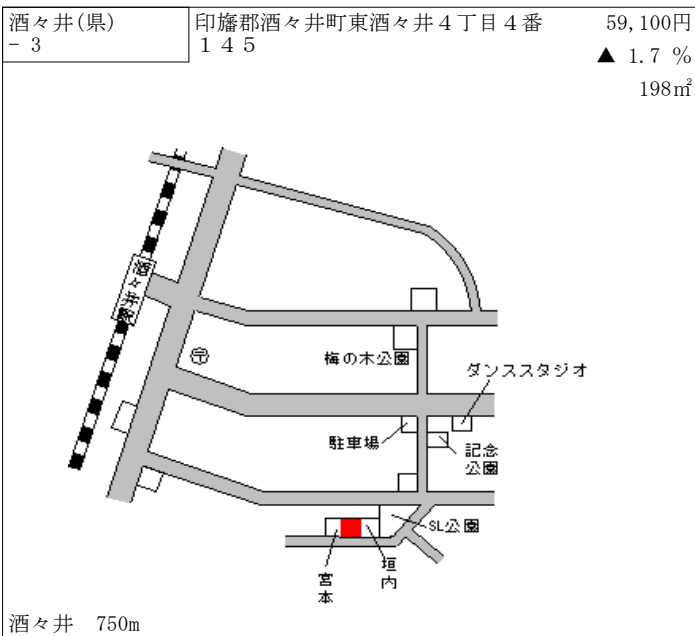 酒々井(県)
- 3
印旛郡酒々井町東酒々井４丁目４番
１４５
59,100円
▲ 1.7 %
198㎡
酒々井駅
〒
梅の木公園
ダンススタジオ
駐車場
記念
公園
SL公園
宮本
垣内
酒々井 750m